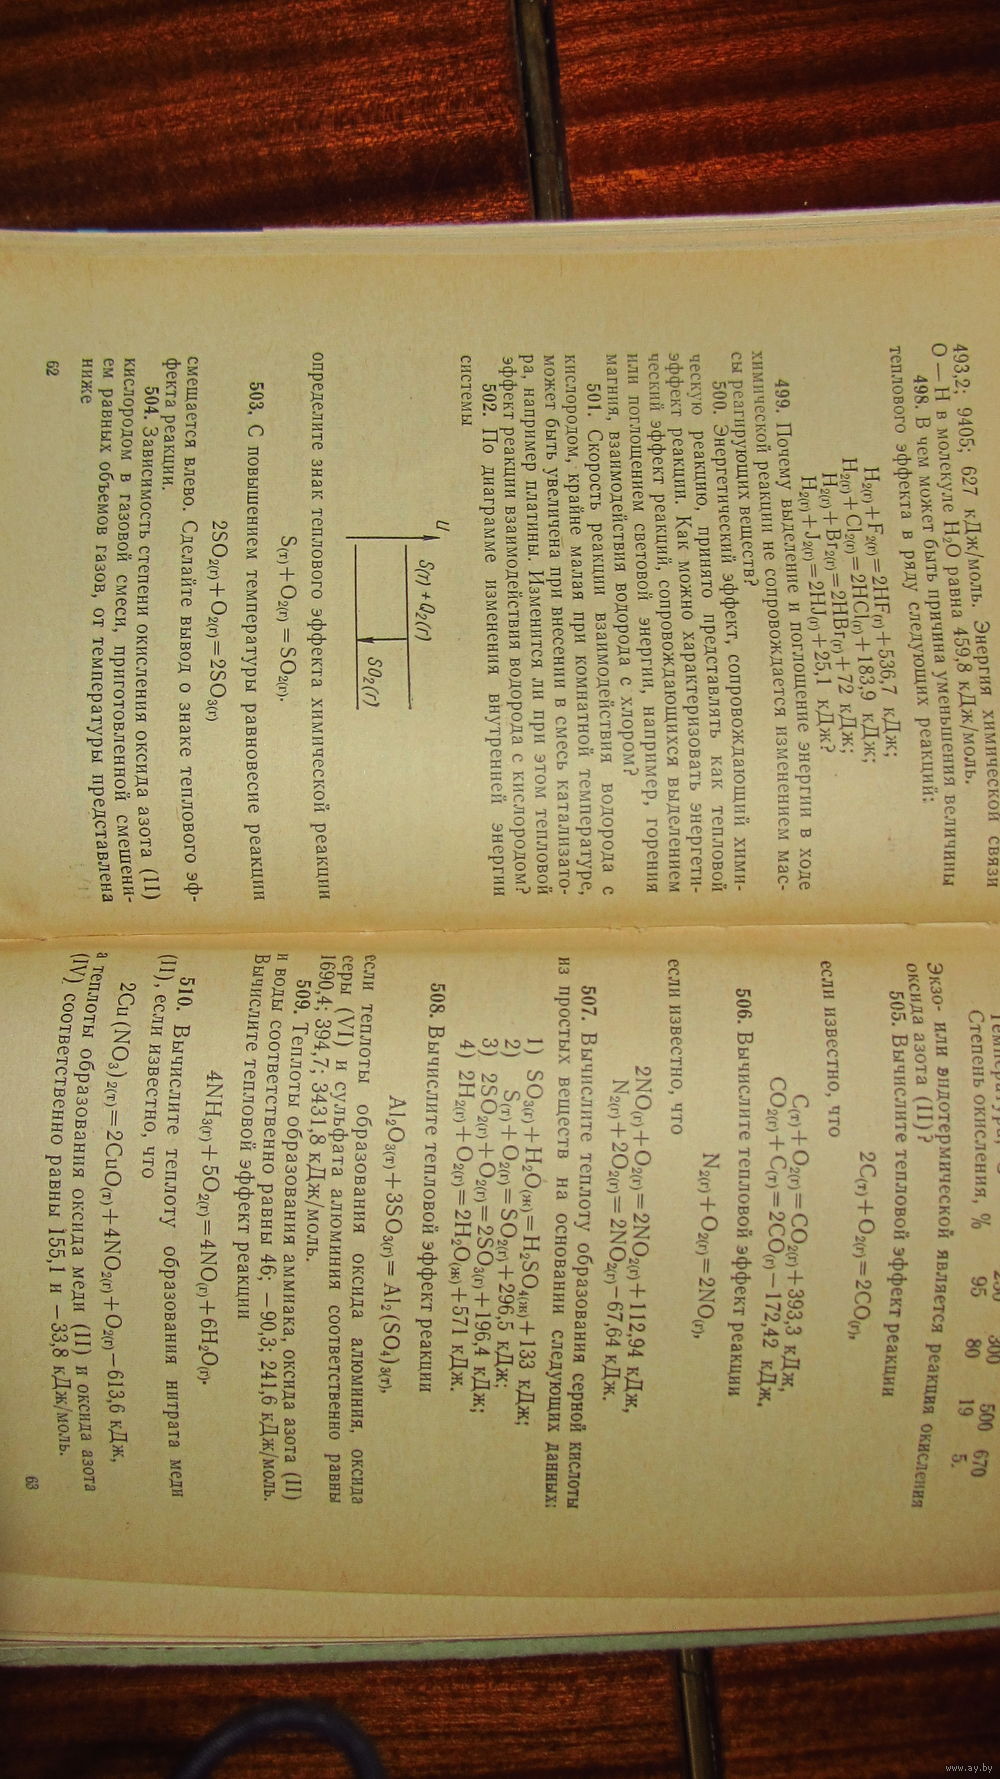 493,2; 9405; 627 кДж/моль. Энергия химической связи
О — Н в молекуле H₂O равна 459,8 кДж/моль.
498. В чем может быть причина уменьшения величины
теплового эффекта в ряду следующих реакций:
H₂(г)+F₂(г)=2HF(г)+536,7 кДж;
H₂(г)+Cl₂(г)=2HCl(г)+183,9 кДж;
H₂(г)+Br₂(г)=2HBr(г)+72 кДж;
H₂(г)+J₂(г)=2HJ(г)+25,1 кДж?
499. Почему выделение и поглощение энергии в ходе
химической реакции не сопровождается изменением мас-
сы реагирующих веществ?
500. Энергетический эффект, сопровождающий хими-
ческую реакцию, принято представлять как тепловой
эффект реакции. Как можно характеризовать энергети-
ческий эффект реакций, сопровождающихся выделением
или поглощением световой энергии, например, горения
магния, взаимодействия водорода с хлором?
501. Скорость реакции взаимодействия водорода с
кислородом, крайне малая при комнатной температуре,
может быть увеличена при внесении в смесь катализато-
ра, например платины. Изменится ли при этом тепловой
эффект реакции взаимодействия водорода с кислородом?
502. По диаграмме изменения внутренней энергии
системы
U
S(г)+O₂(г)
SO₂(г)
определите знак теплового эффекта химической реакции
S(т)+O₂(г)=SO₂(г).
503. С повышением температуры равновесие реакции
2SO₂(г)+O₂(г)=2SO₃(г)
смещается влево. Сделайте вывод о знаке теплового эф-
фекта реакции.
504. Зависимость степени окисления оксида азота (II)
кислородом в газовой смеси, приготовленной смешени-
ем равных объемов газов, от температуры представлена
ниже
62
500 670
Степень окисления, % 95 80 19 5.
Экзо- или эндотермической является реакция окисления
оксида азота (II)?
505. Вычислите тепловой эффект реакции
2C(т)+O₂(г)=2CO(г),
если известно, что
C(т)+O₂(г)=CO₂(г)+393,3 кДж,
CO₂(г)+C(т)=2CO(г)−172,42 кДж.
506. Вычислите тепловой эффект реакции
N₂(г)+O₂(г)=2NO(г),
если известно, что
2NO(г)+O₂(г)=2NO₂(г)+112,94 кДж,
N₂(г)+2O₂(г)=2NO₂(г)−67,64 кДж.
507. Вычислите теплоту образования серной кислоты
из простых веществ на основании следующих данных:
1) SO₃(г)+H₂O(ж)=H₂SO₄(ж)+133 кДж;
2) S(т)+O₂(г)=SO₂(г)+296,5 кДж;
3) 2SO₂(г)+O₂(г)=2SO₃(г)+196,4 кДж;
4) 2H₂(г)+O₂(г)=2H₂O(ж)+571 кДж.
508. Вычислите тепловой эффект реакции
Al₂O₃(т)+3SO₃(г)=Al₂(SO₄)₃(т),
если теплоты образования оксида алюминия, оксида
серы (VI) и сульфата алюминия соответственно равны
1690,4; 394,7; 3431,8 кДж/моль.
509. Теплоты образования аммиака, оксида азота (II)
и воды соответственно равны 46; −90,3; 241,6 кДж/моль.
Вычислите тепловой эффект реакции
4NH₃(г)+5O₂(г)=4NO(г)+6H₂O(г).
510. Вычислите теплоту образования нитрата меди
(II), если известно, что
2Cu(NO₃)₂(т)=2CuO(т)+4NO₂(г)+O₂(г)−613,6 кДж,
а теплоты образования оксида меди (II) и оксида азота
(IV) соответственно равны 155,1 и −33,8 кДж/моль.
63
www.ay.by